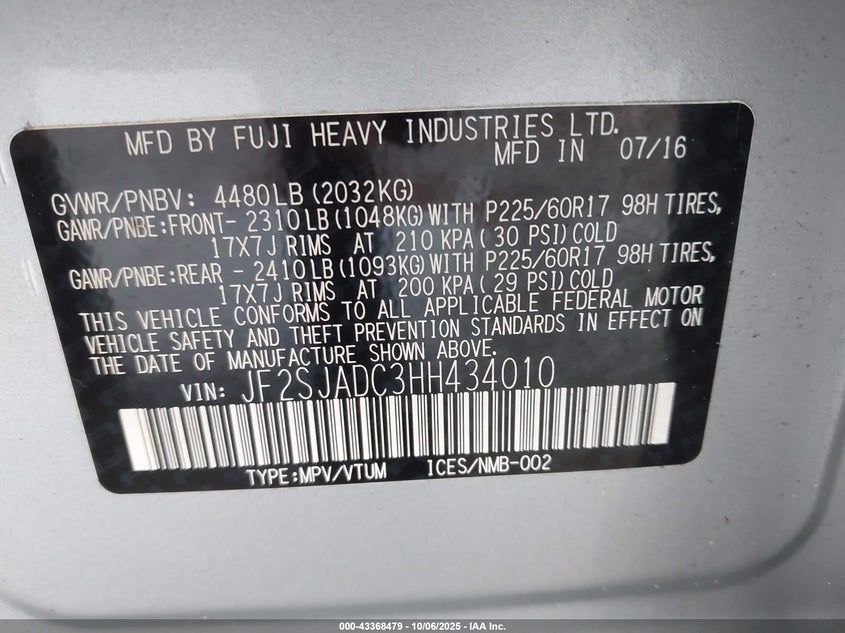 MFD BY FUJI HEAVY INDUSTRIES LTD.
MFD IN 07/16
GVWR/PNBV: 4480LB(2032KG)
GAWR/PNBE:FRONT- 2310LB(1048KG)WITH P225/60R17 98H TIRES,
17X7J RIMS AT 210 KPA( 30 PSI)COLD
GAWR/PNBE:REAR - 2410LB(1093KG)WITH P225/60R17 98H TIRES,
17X7J RIMS AT 200 KPA( 29 PSI)COLD
THIS VEHICLE CONFORMS TO ALL APPLICABLE FEDERAL MOTOR
VEHICLE SAFETY AND THEFT PREVENTION STANDARDS IN EFFECT ON
THE DATE OF MANUFACTURE SHOWN ABOVE.
VIN: JF2SJADC3HH434010
TYPE:MPV/VTUM ICES/NMB-002
000-43368479 - 10/06/2025 - IAA Inc.